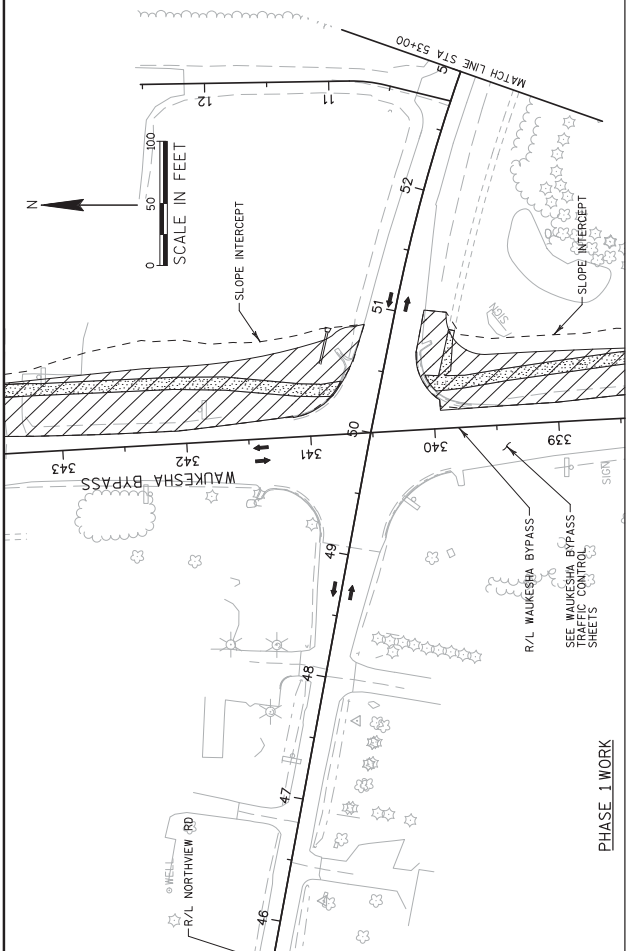 N
0
50
100
SCALE IN FEET
12
11
MATCH LINE STA 53+00
5
52
51
50
49
48
47
46
SLOPE INTERCEPT
SLOPE INTERCEPT
SIGN
343
342
341
340
339
WAUKESHA BYPASS
SIGN
R/L WAUKESHA BYPASS
SEE WAUKESHA BYPASS
TRAFFIC CONTROL
SHEETS
WELL
R/L NORTHVIEW RD
PHASE 1 WORK